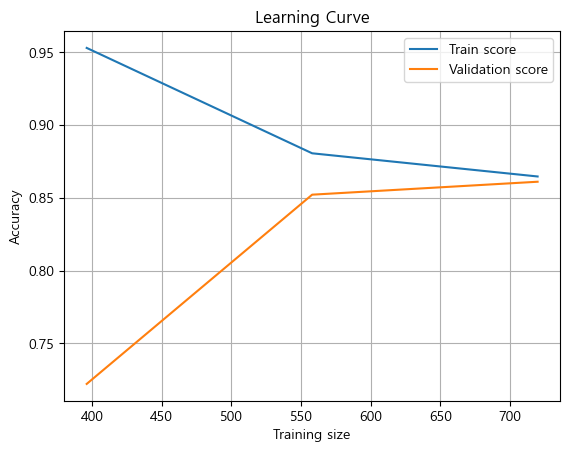 Learning Curve
Train score
Validation score
Accuracy
0.95
0.90
0.85
0.80
0.75
400 450 500 550 600 650 700
Training size